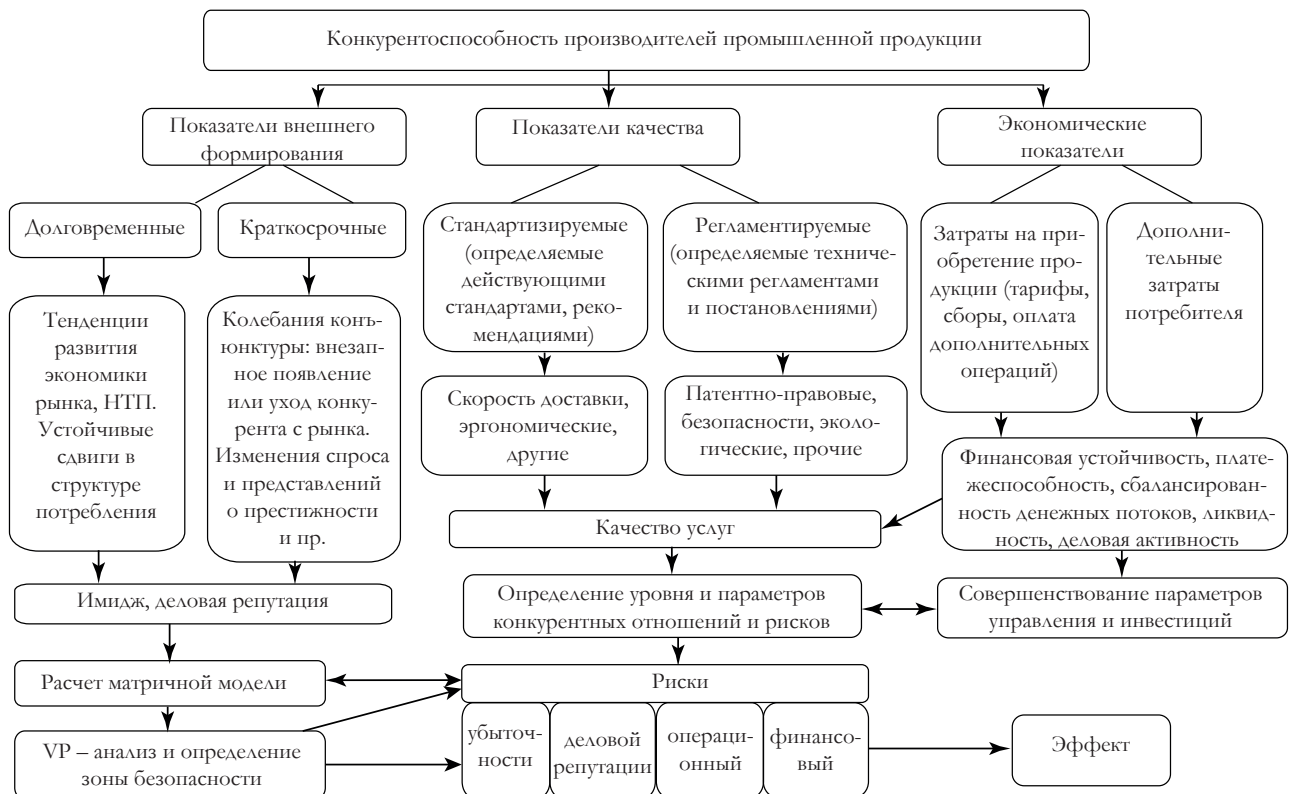 Конкурентоспособность производителей промышленной продукции
Показатели внешнего
формирования
Показатели качества
Экономические
показатели
Долговременные
Краткосрочные
Стандартизируемые
(определяемые
действующими
стандартами, реко-
мендациями)
Регламентируемые
(определяемые техниче-
скими регламентами
и постановлениями)
Затраты на при-
обретение про-
дукции (тарифы,
сборы, оплата
дополнительных
операций)
Дополни-
тельные
затраты
потребителя
Тенденции
развития
экономики
рынка, НТП.
Устойчивые
сдвиги в
структуре
потребления
Колебания конъ-
юнктуры: внезап-
ное появление
или уход конку-
рента с рынка.
Изменения спроса
и представлений
о престижности
и пр.
Скорость доставки,
эргономические,
другие
Патентно-правовые,
безопасности, эколо-
гические, прочие
Финансовая устойчивость, плате-
жеспособность, сбалансирован-
ность денежных потоков, ликвид-
ность, деловая активность
Качество услуг
Имидж, деловая репутация
Определение уровня и параметров
конкурентных отношений и рисков
Совершенствование параметров
управления и инвестиций
Расчет матричной модели
Риски
VP – анализ и определение
зоны безопасности
убыточ-
ности
деловой
репутации
операци-
онный
финансо-
вый
Эффект